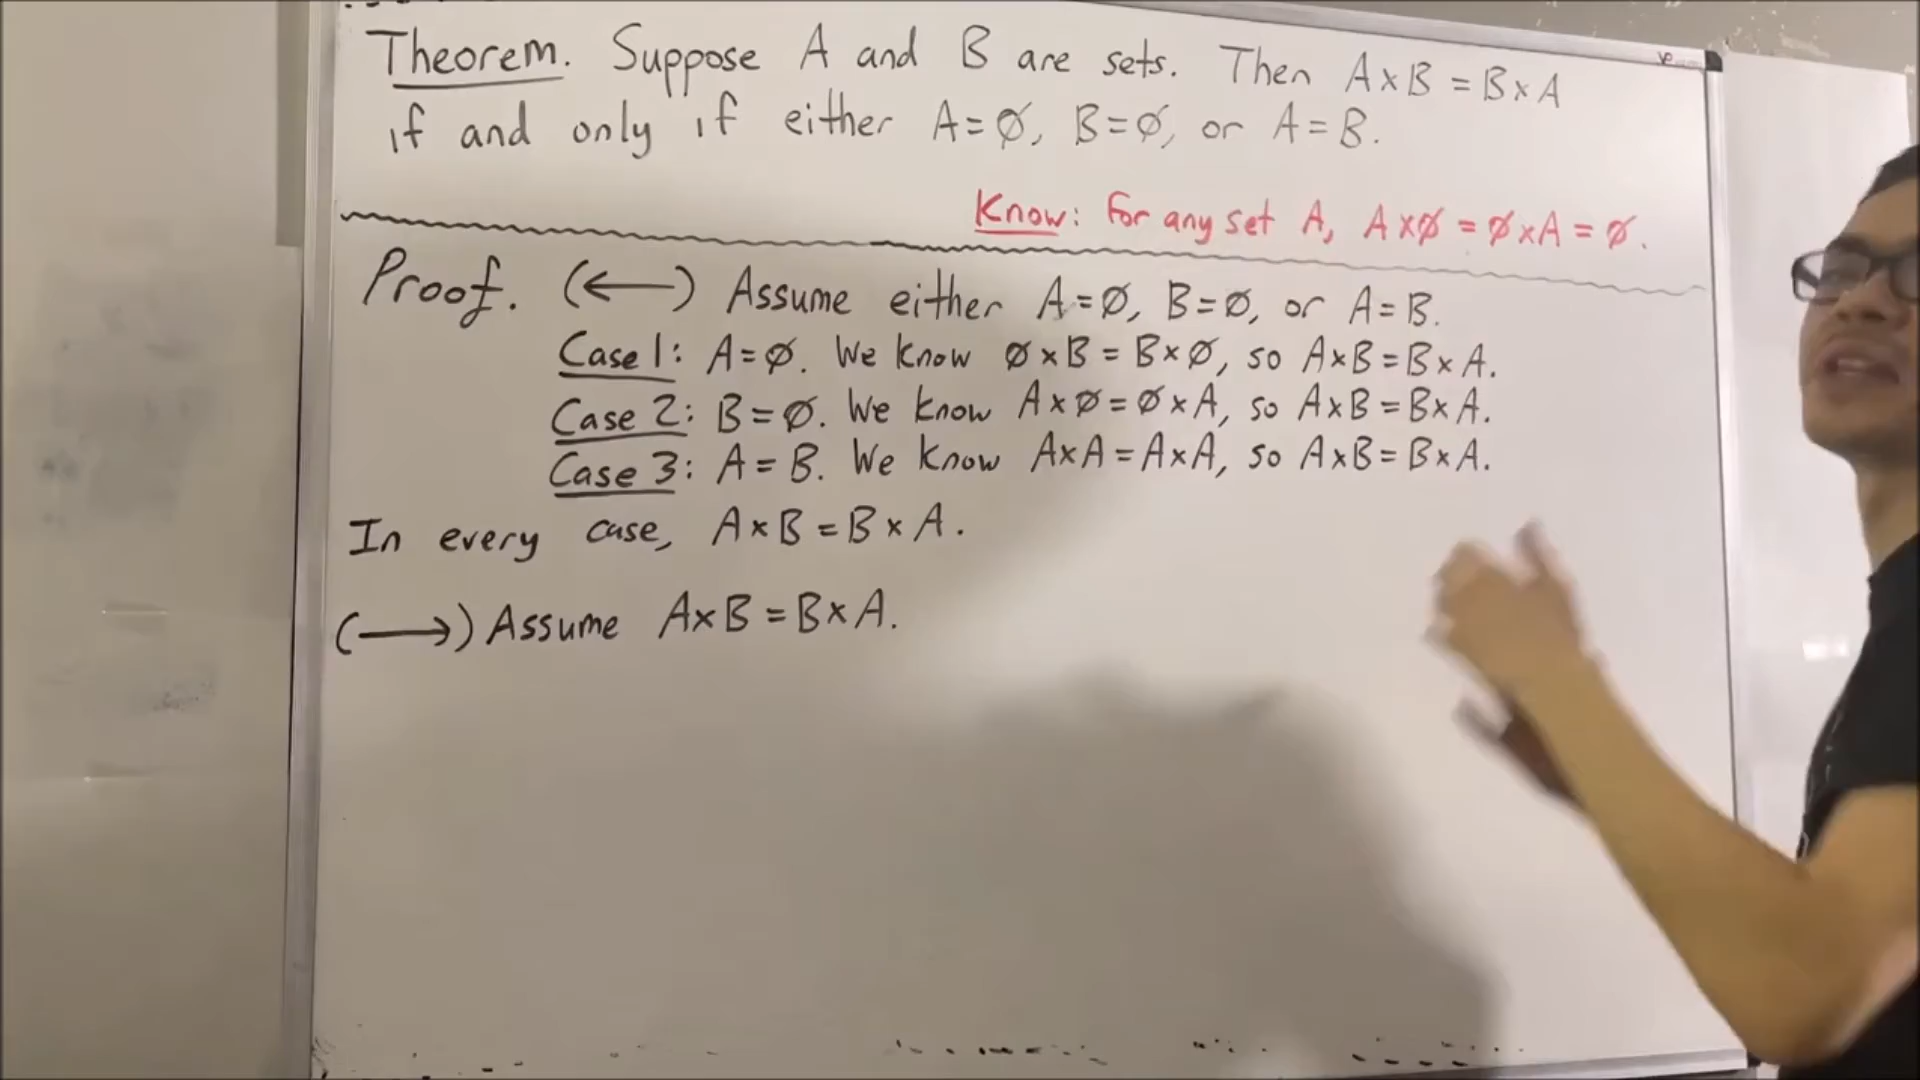 Theorem. Suppose A and B are sets. Then A×B = B×A
if and only if either A=∅, B=∅, or A=B.
Know: For any set A, A×∅ = ∅×A = ∅.
Proof. (⟵) Assume either A=∅, B=∅, or A=B.
Case 1: A=∅. We know ∅×B = B×∅, so A×B = B×A.
Case 2: B=∅. We know A×∅ = ∅×A, so A×B = B×A.
Case 3: A=B. We know A×A = A×A, so A×B = B×A.
In every case, A×B = B×A.
(⟶) Assume A×B = B×A.